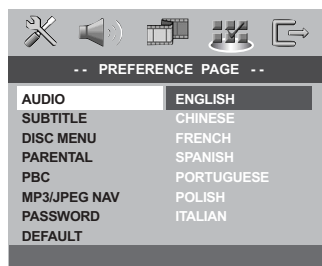 -- PREFERENCE PAGE --
AUDIO ENGLISH
SUBTITLE CHINESE
DISC MENU FRENCH
PARENTAL SPANISH
PBC PORTUGUESE
MP3/JPEG NAV POLISH
PASSWORD ITALIAN
DEFAULT